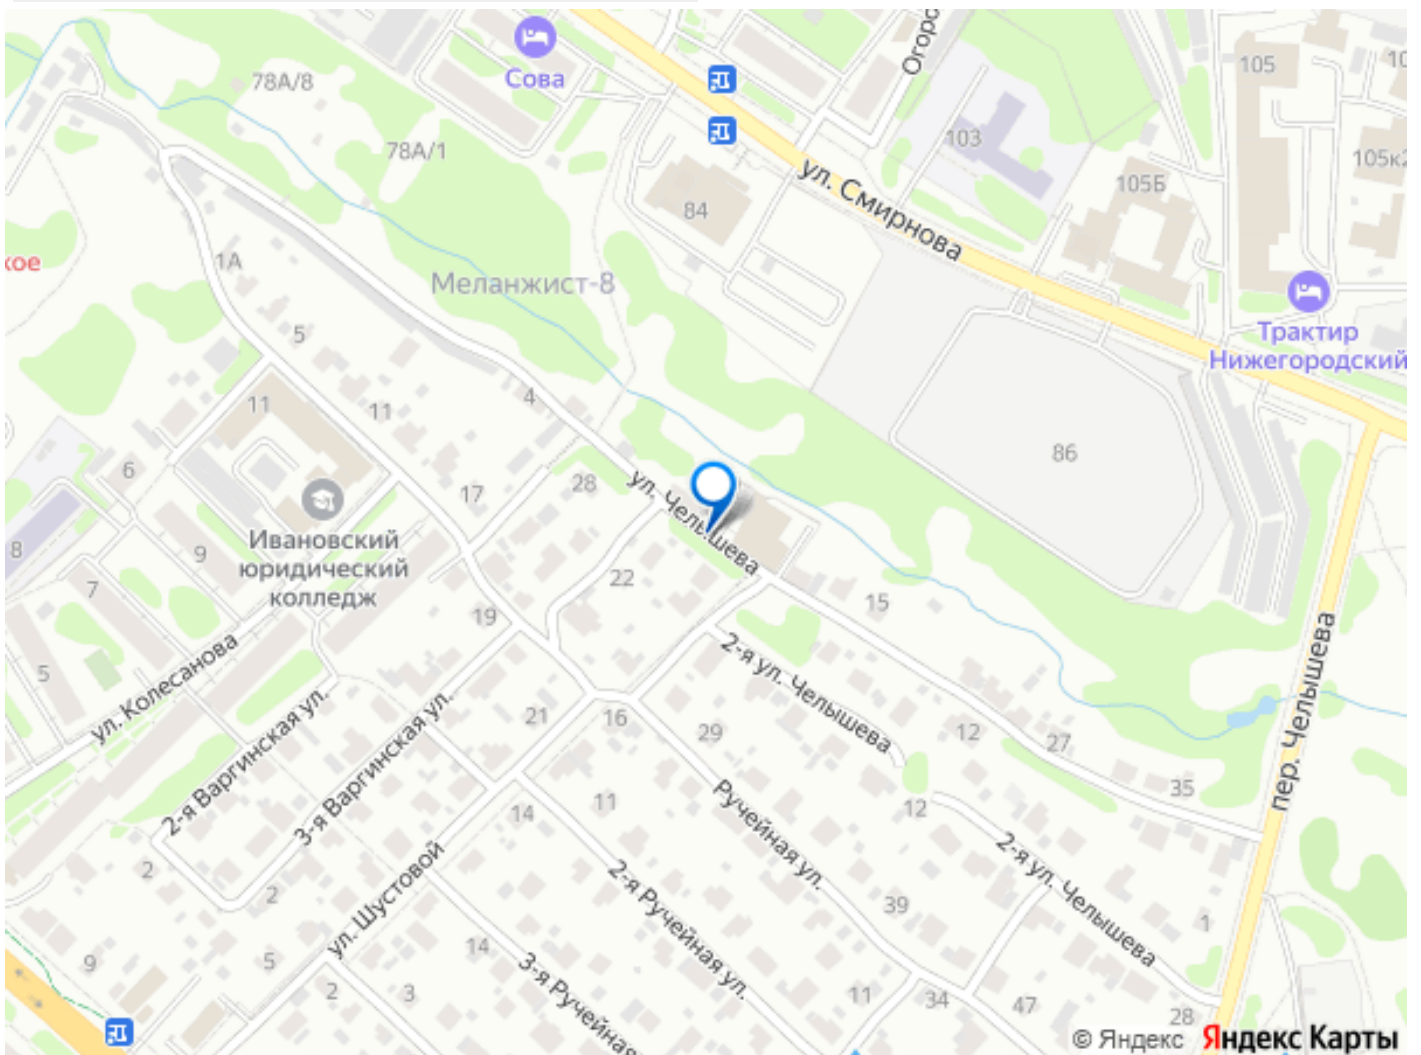 Сова
78А/8
78А/1
Огоро
103
105
10
105к2
105Б
ул. Смирнова
84
кое
1А
Меланжист-8
Трактир
Нижегородский
5
4
11
11
86
6
17
28
ул. Челышева
Ивановский
юридический
колледж
8
9
7
22
15
19
5
ул. Колесанова
2-я ул. Челышева
пер. Челышева
21
16
29
12
27
35
2-я Варгинская ул.
3-я Варгинская ул.
14
11
Ручейная ул.
12
2-я ул. Челышева
2
2
ул. Шустовой
2-я Ручейная ул.
39
1
9
5
14
3-я Ручейная
2
3
11
34
47
28
© Яндекс
Яндекс Карты